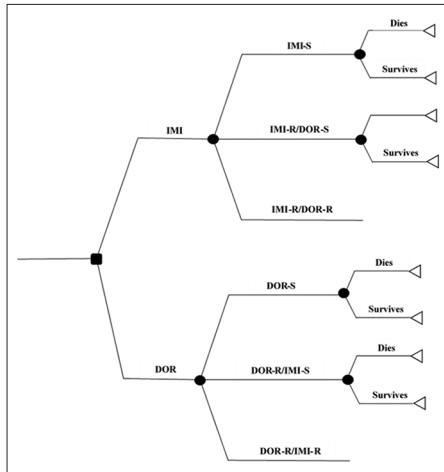 Dies
IMI-S
Survives
IMI
IMI-R/DOR-S
Survives
IMI-R/DOR-R
Dies
DOR-S
Survives
Dies
DOR
DOR-R/IMI-S
Survives
DOR-R/IMI-R